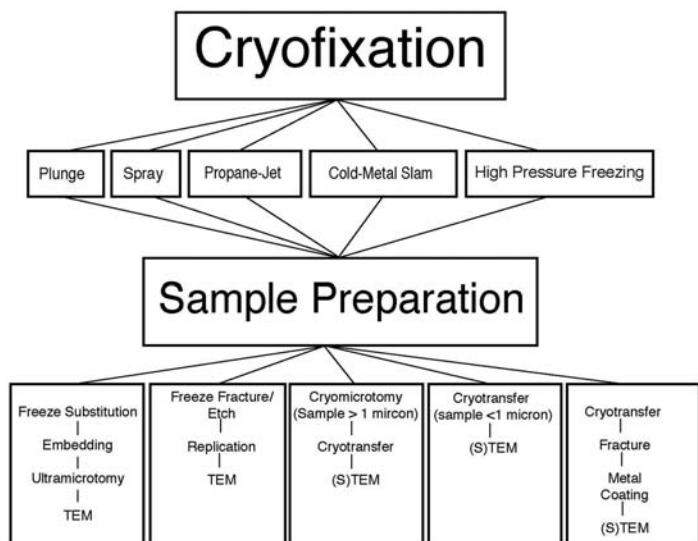 Cryofixation
Plunge
Spray
Propane-Jet
Cold-Metal Slam
High Pressure Freezing
Sample Preparation
Freeze Substitution
Embedding
Ultramicrotomy
TEM
Freeze Fracture/
Etch
Replication
TEM
Cryomicrotomy
(Sample > 1 mircon)
Cryotransfer
(S)TEM
Cryotransfer
(sample <1 micron)
(S)TEM
Cryotransfer
Fracture
Metal
Coating
(S)TEM